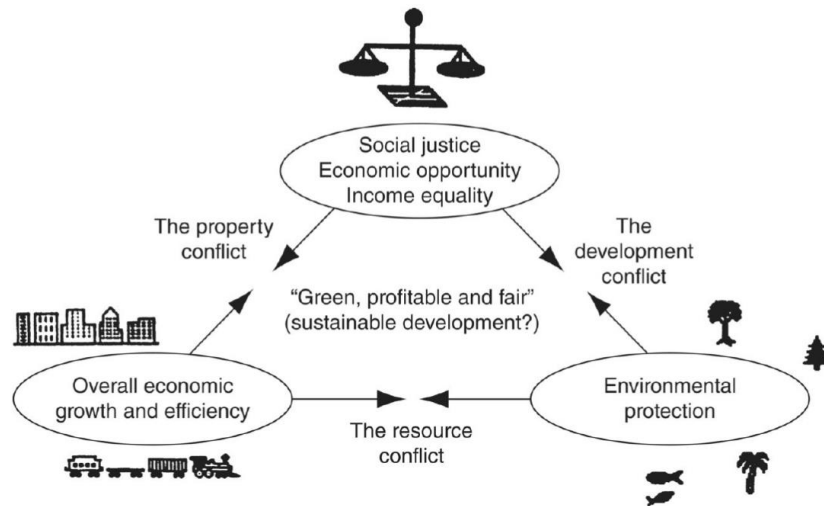 Social justice
Economic opportunity
Income equality
The property
conflict
The
development
conflict
“Green, profitable and fair”
(sustainable development?)
Overall economic
growth and efficiency
Environmental
protection
The resource
conflict